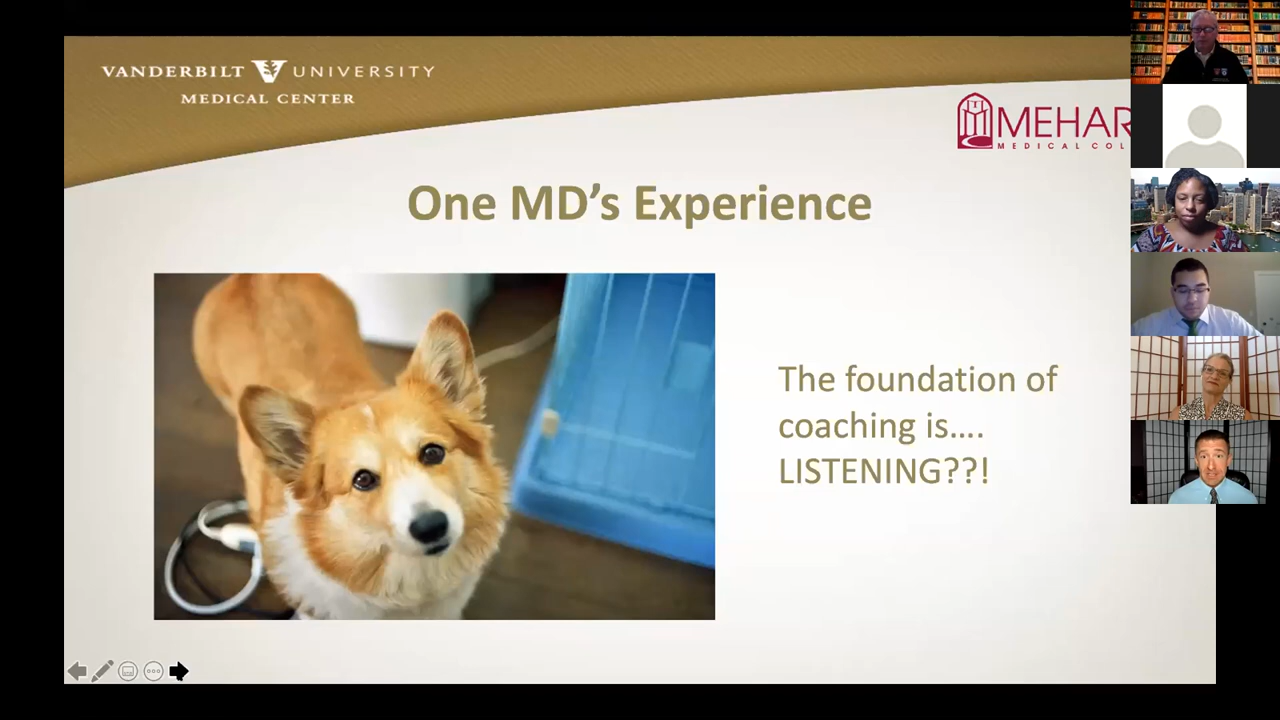 VANDERBILT UNIVERSITY
MEDICAL CENTER
MEHAR
MEDICAL COL
One MD’s Experience
The foundation of
coaching is….
LISTENING??!